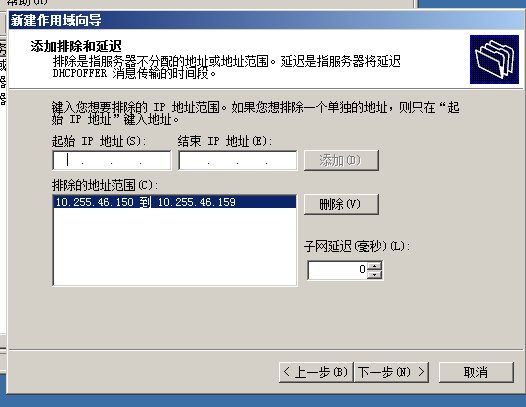 帮助(H)
新建作用域向导
添加排除和延迟
排除是指服务器不分配的地址或地址范围。延迟是指服务器将延迟
DHCPOFFER 消息传输的时间段。
键入您想要排除的 IP 地址范围。如果您想排除一个单独的地址，则只在“起
始 IP 地址”键入地址。
起始 IP 地址(S):
结束 IP 地址(E):
添加(D)
排除的地址范围(C):
10.255.46.150 到 10.255.46.159
删除(V)
子网延迟(毫秒)(L):
0
< 上一步(B)
下一步(N) >
取消